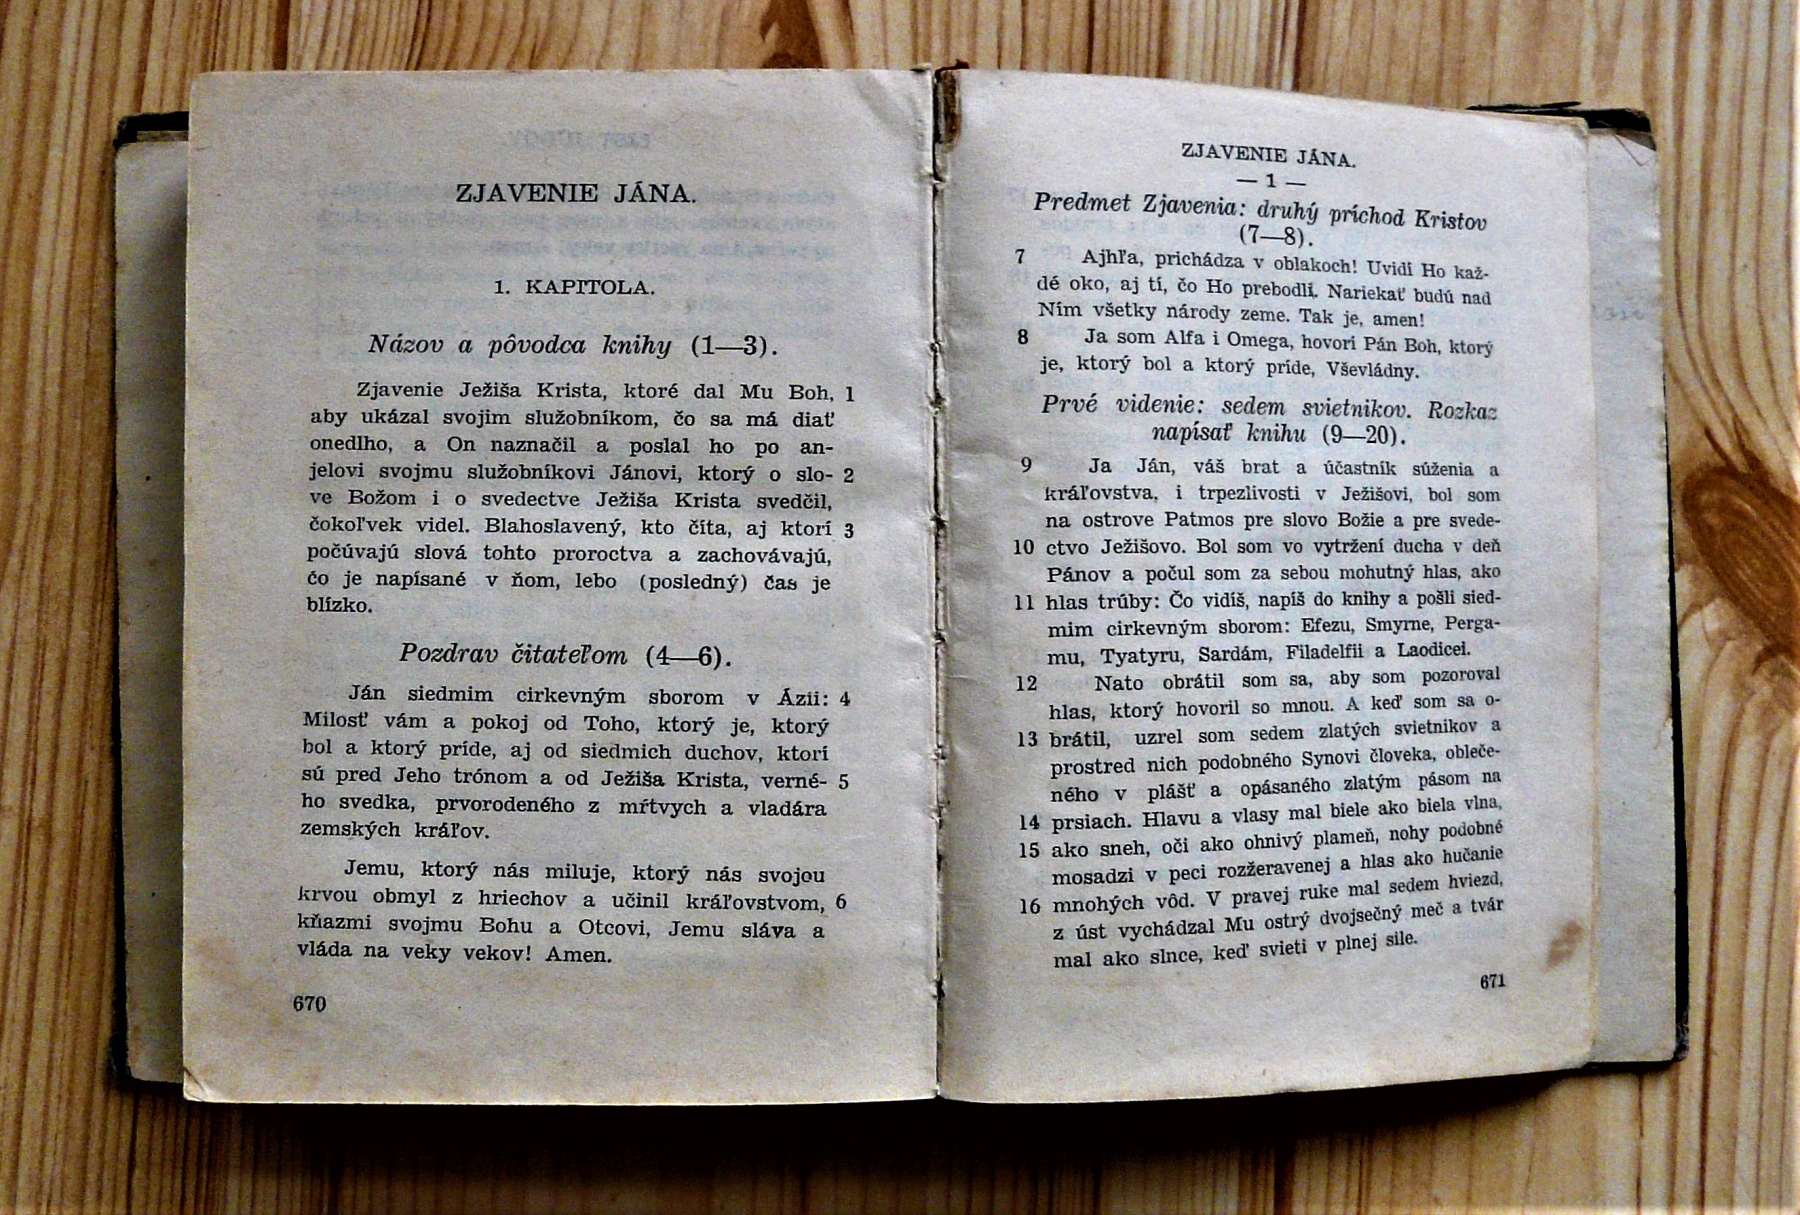 ZJAVENIE JÁNA.
1. KAPITOLA.
Názov a pôvodca knihy (1—3).
Zjavenie Ježiša Krista, ktoré dal Mu Boh, 1
aby ukázal svojim služobníkom, čo sa má diať
onedlho, a On naznačil a poslal ho po an-
jelovi svojmu služobníkovi Jánovi, ktorý o slo- 2
ve Božom i o svedectve Ježiša Krista svedčil,
čokoľvek videl. Blahoslavený, kto číta, aj ktorí 3
počúvajú slová tohto proroctva a zachovávajú,
čo je napísané v ňom, lebo (posledný) čas je
blízko.
Pozdrav čitateľom (4—6).
Ján siedmim cirkevným sborom v Ázii: 4
Milosť vám a pokoj od Toho, ktorý je, ktorý
bol a ktorý príde, aj od siedmich duchov, ktorí
sú pred Jeho trónom a od Ježiša Krista, verné- 5
ho svedka, prvorodeného z mŕtvych a vladára
zemských kráľov.
Jemu, ktorý nás miluje, ktorý nás svojou
krvou obmyl z hriechov a učinil kráľovstvom, 6
kňazmi svojmu Bohu a Otcovi, Jemu sláva a
vláda na veky vekov! Amen.
670
ZJAVENIE JÁNA.
— 1 —
Predmet Zjavenia: druhý príchod Kristov
(7—8).
7 Ajhľa, prichádza v oblakoch! Uvidí Ho kaž-
dé oko, aj tí, čo Ho prebodli. Nariekať budú nad
Ním všetky národy zeme. Tak je, amen!
8 Ja som Alfa i Omega, hovorí Pán Boh, ktorý
je, ktorý bol a ktorý príde, Vševládny.
Prvé videnie: sedem svietnikov. Rozkaz
napísať knihu (9—20).
9 Ja Ján, váš brat a účastník súženia a
kráľovstva, i trpezlivosti v Ježišovi, bol som
na ostrove Patmos pre slovo Božie a pre svede-
10 ctvo Ježišovo. Bol som vo vytržení ducha v deň
Pánov a počul som za sebou mohutný hlas, ako
11 hlas trúby: Čo vidíš, napíš do knihy a pošli sied-
mim cirkevným sborom: Efezu, Smyrne, Perga-
mu, Tyatyru, Sardám, Filadelfii a Laodicei.
12 Nato obrátil som sa, aby som pozoroval
hlas, ktorý hovoril so mnou. A keď som sa o-
13 brátil, uzrel som sedem zlatých svietnikov a
prostred nich podobného Synovi človeka, obleče-
ného v plášť a opásaného zlatým pásom na
14 prsiach. Hlavu a vlasy mal biele ako biela vlna,
15 ako sneh, oči ako ohnivý plameň, nohy podobné
mosadzi v peci rozžeravenej a hlas ako hučanie
16 mnohých vôd. V pravej ruke mal sedem hviezd,
z úst vychádzal Mu ostrý dvojsečný meč a tvár
mal ako slnce, keď svieti v plnej sile.
671